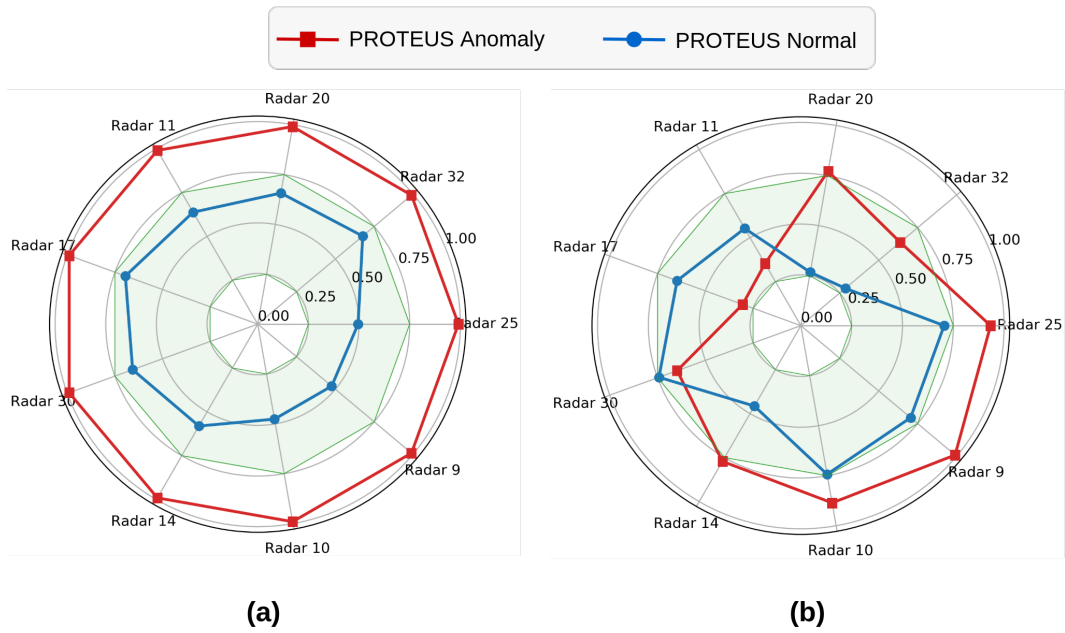 PROTEUS Anomaly PROTEUS Normal
Radar 20
Radar 11
Radar 32
Radar 17
1.00
0.75
0.50
0.25
0.00
adar 25
Radar 30
Radar 9
Radar 14
Radar 10
(a)
Radar 20
Radar 11
Radar 32
Radar 17
1.00
0.75
0.50
0.25
0.00
Radar 25
Radar 30
Radar 9
Radar 14
Radar 10
(b)